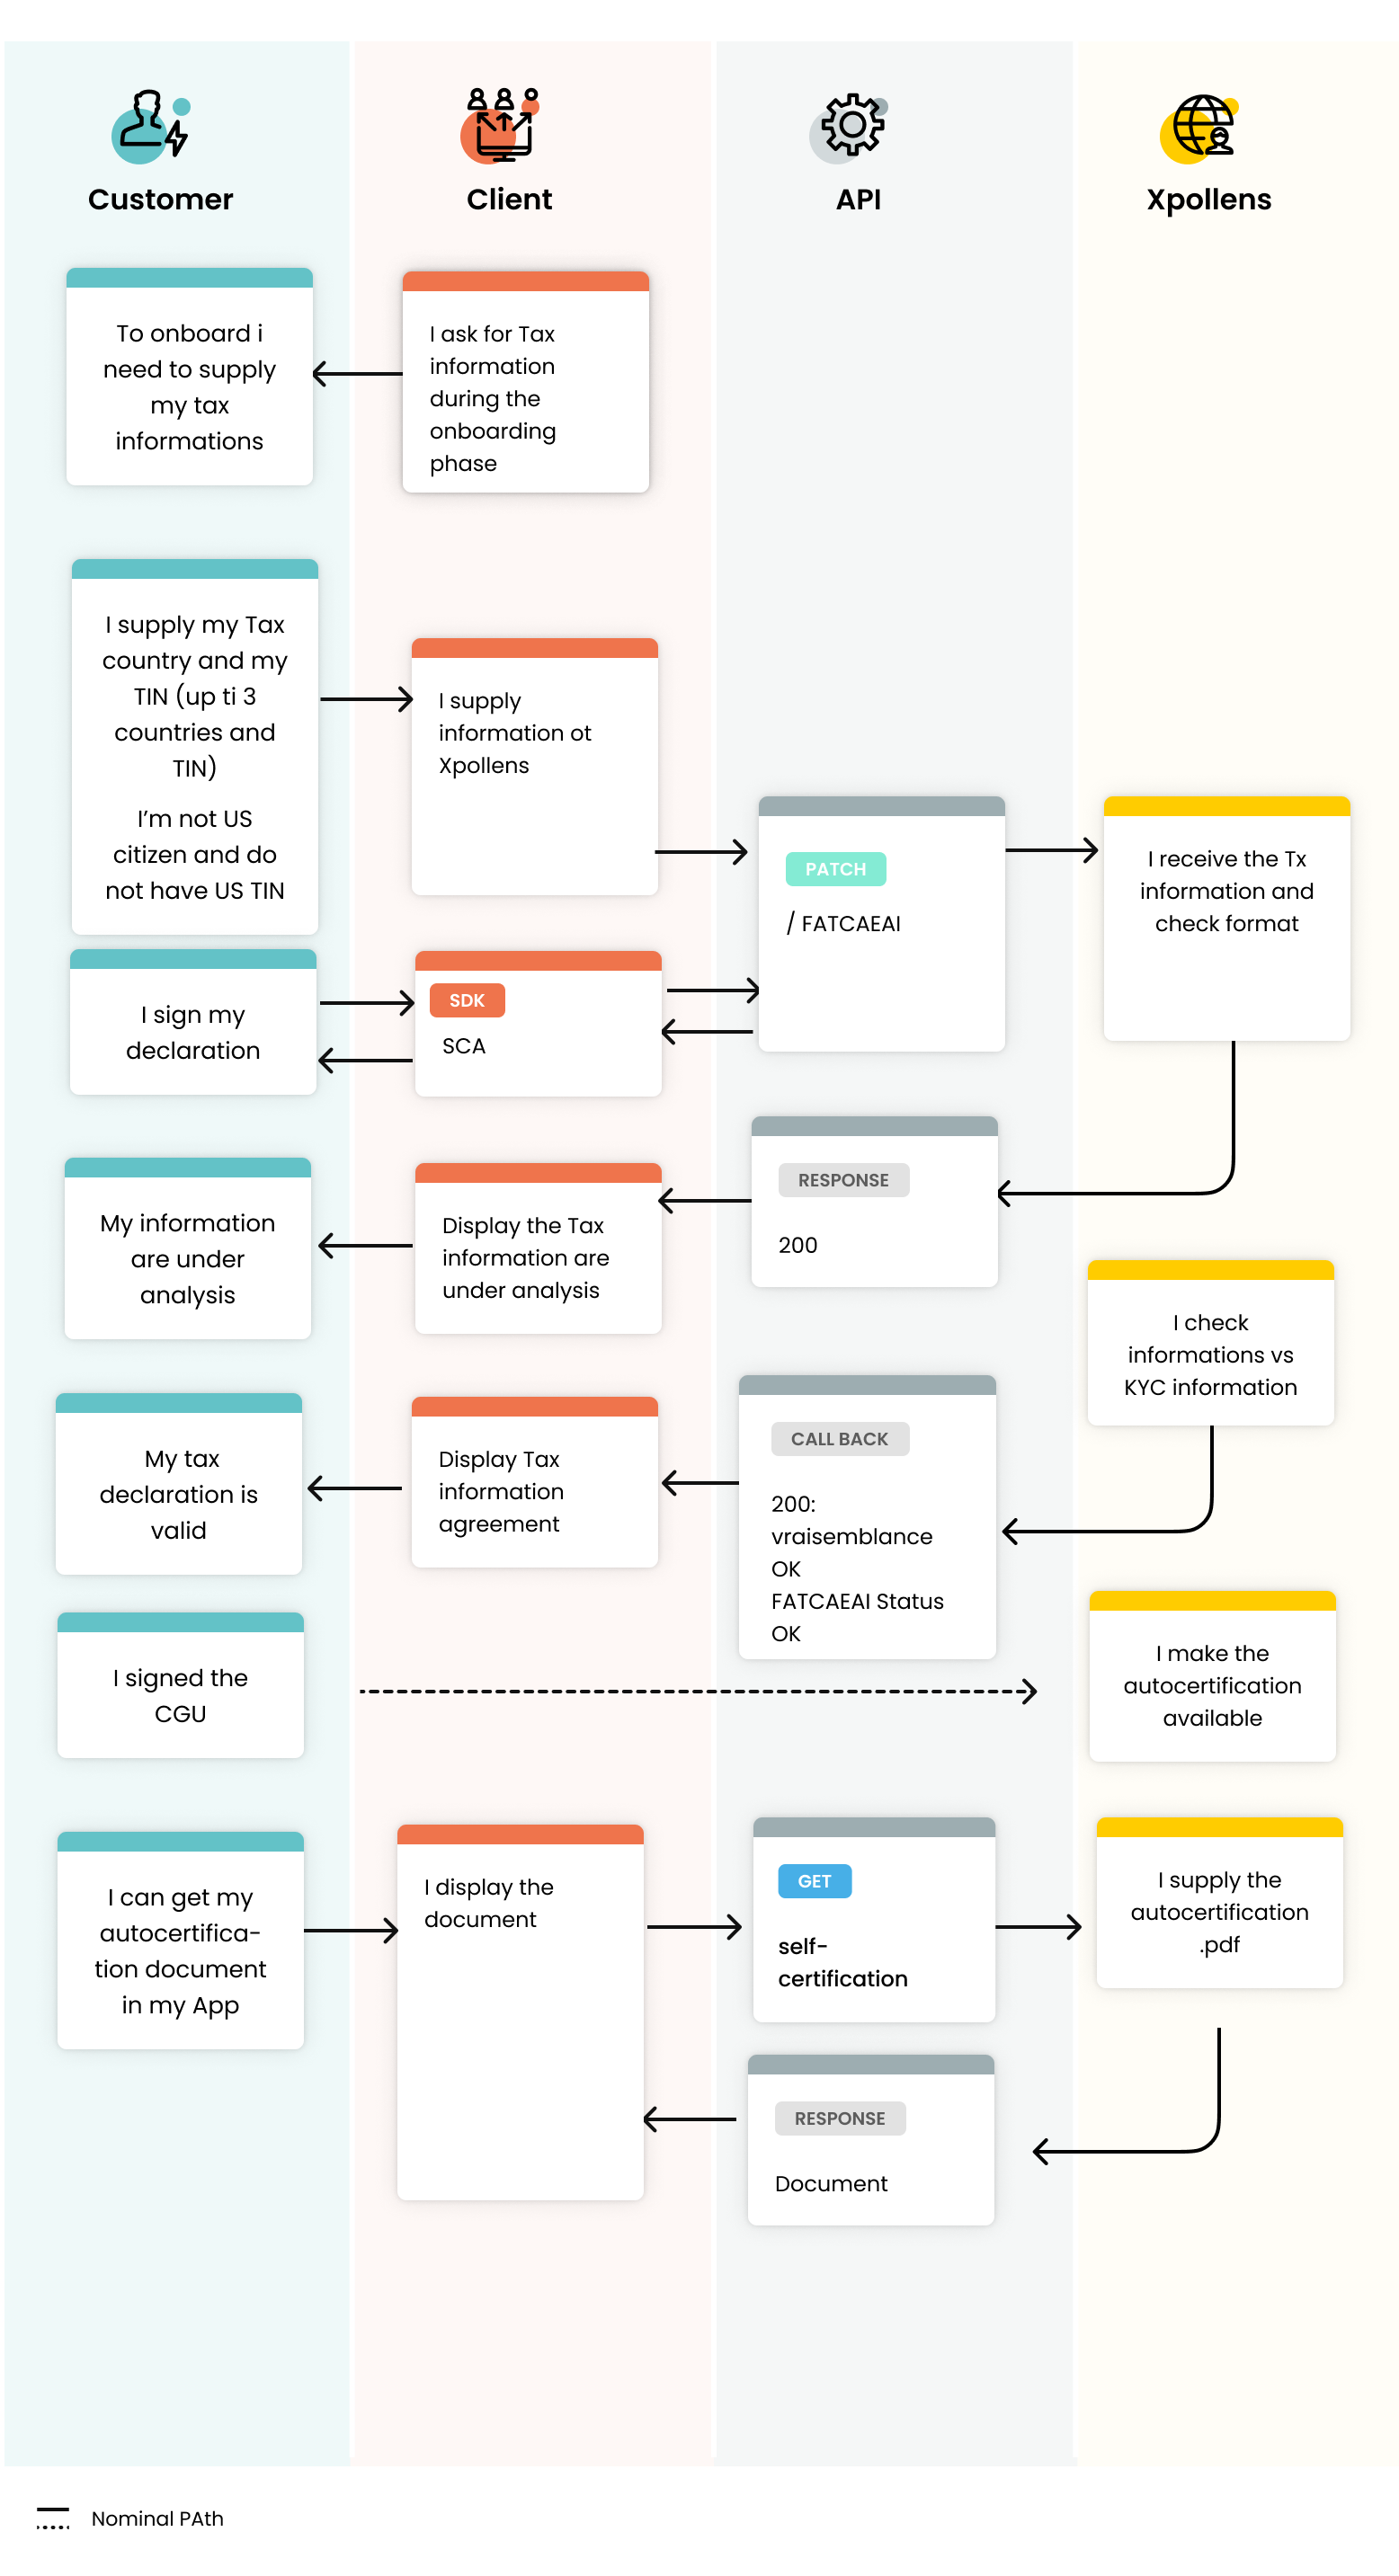 Customer
Client
API
Xpollens
To onboard i
need to supply
my tax
informations
I ask for Tax
information
during the
onboarding
phase
I supply my Tax
country and my
TIN (up ti 3
countries and
TIN)
I'm not US
citizen and do
not have US TIN
I supply
information ot
Xpollens
PATCH
/ FATCAEAI
I receive the Tx
information and
check format
I sign my
declaration
SDK
SCA
RESPONSE
200
My information
are under
analysis
Display the Tax
information are
under analysis
I check
informations vs
KYC information
My tax
declaration is
valid
Display Tax
information
agreement
CALL BACK
200:
vraisemblance
OK
FATCAEAI Status
OK
I signed the
CGU
I make the
autocertification
available
I can get my
autocertifica-
tion document
in my App
I display the
document
GET
self-
certification
I supply the
autocertification
.pdf
RESPONSE
Document
Nominal PAth